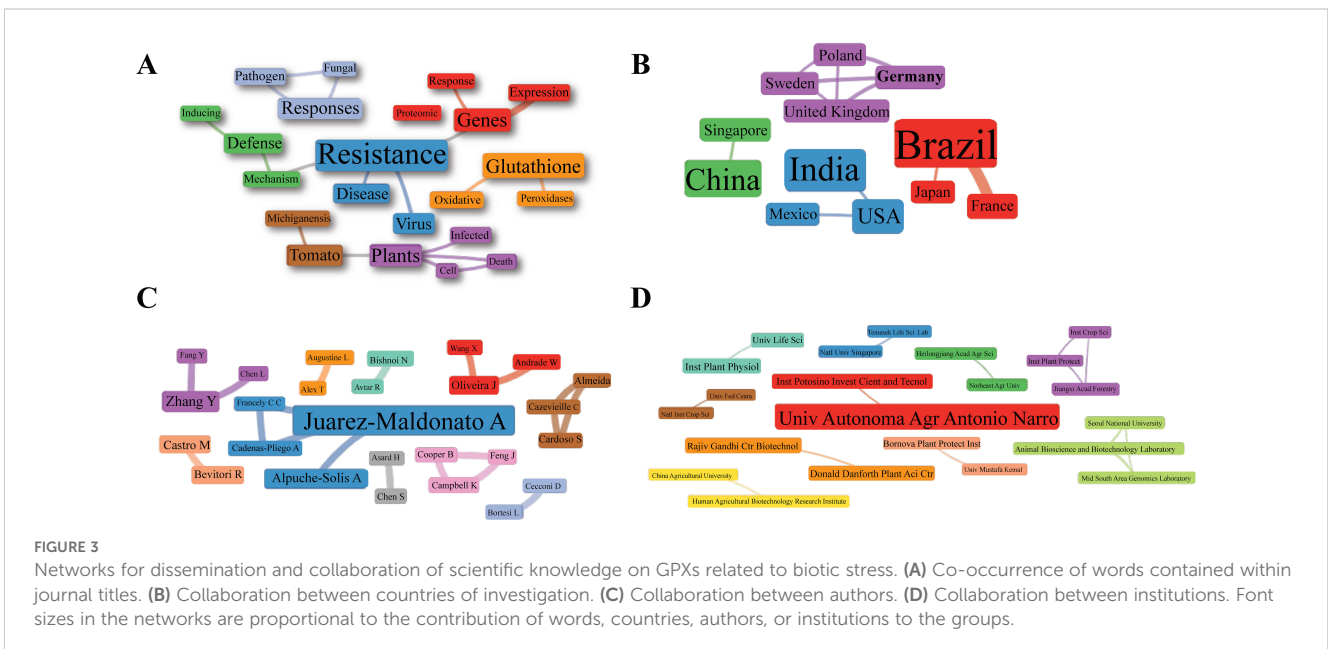 A
Pathogen
Fungal
Responses
Inducing
Defense
Mechanism
Response
Expression
Proteomic
Genes
Resistance
Disease
Virus
Glutathione
Oxidative
Peroxidases
Michiganensis
Tomato
Plants
Infected
Death
Cell
B
Poland
Sweden
Germany
United Kingdom
Singapore
China
India
Mexico
USA
Brazil
Japan
France
C
Fang Y
Chen L
Zhang Y
Augustine L
Alex T
Bishnoi N
Avtar R
Wang X
Andrade W
Oliveira J
Almeida
Cazevieille C
Cardoso S
Francely C C
Juarez-Maldonato A
Cadenas-Pliego A
Alpuche-Solis A
Castro M
Bevitori R
Asard H
Chen S
Cooper B
Feng J
Campbell K
Cecconi D
Bortesi L
D
Univ Life Sci
Inst Plant Physiol
Temasek Life Sci Lab
Natl Univ Singapore
Heilongjiang Acad Agr Sci
Northeast Agr Univ
Inst Crop Sci
Inst Plant Protect
Jiangxi Acad Forestry
Univ Fud Ceara
Natl Inst Crop Sci
Inst Potosino Invest Cient and Tecnol
Univ Autonoma Agr Antonio Narro
Rajiv Gandhi Ctr Biotechnol
Donald Danforth Plant Aci Ctr
Bornova Plant Protect Inst
Univ Mustafa Kemal
Seoul National University
Animal Bioscience and Biotechnology Laboratory
Mid South Area Genomics Laboratory
China Agricultural University
Human Agricultural Biotechnology Research Institute
FIGURE 3
Networks for dissemination and collaboration of scientific knowledge on GPXs related to biotic stress. (A) Co-occurrence of words contained within
journal titles. (B) Collaboration between countries of investigation. (C) Collaboration between authors. (D) Collaboration between institutions. Font
sizes in the networks are proportional to the contribution of words, countries, authors, or institutions to the groups.